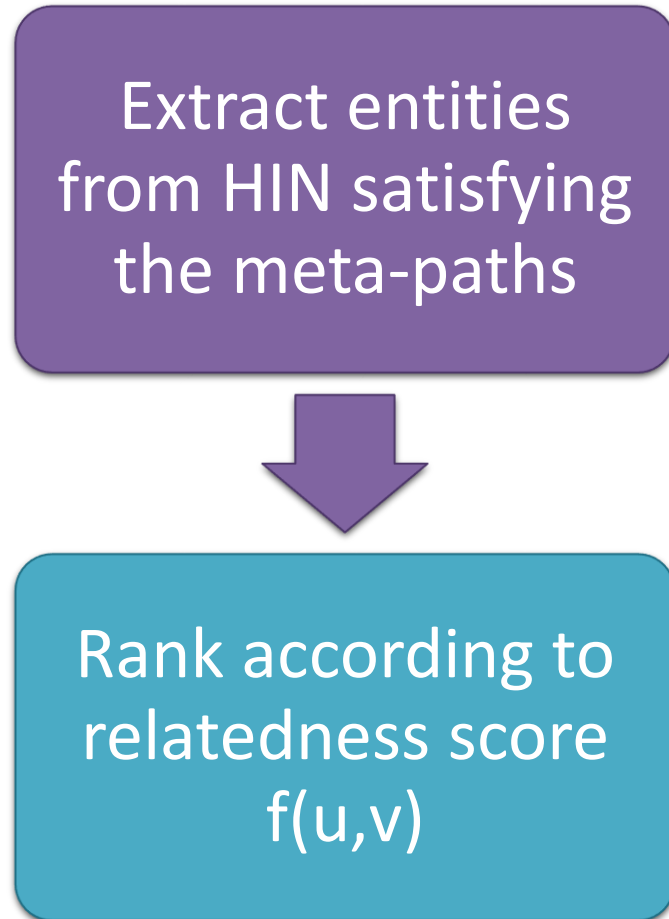 Extract entities
from HIN satisfying
the meta-paths
Rank according to
relatedness score
f(u,v)